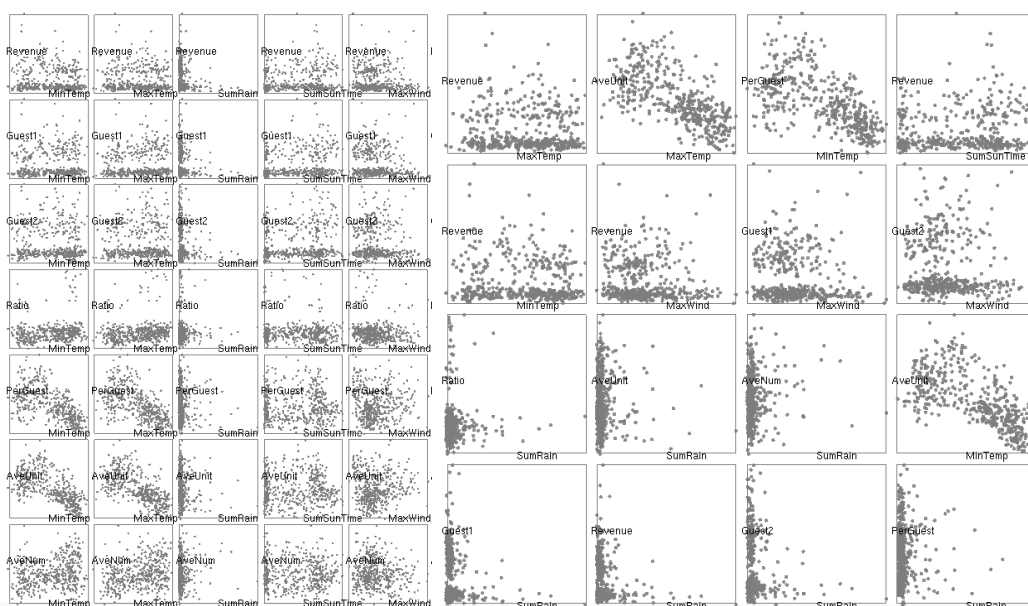 Revenue Revenue Revenue Revenue Revenue
MinTemp MaxTemp SumRain SumSunTime MaxWind
Guest1 Guest1 Guest1 Guest1 Guest1
MinTemp MaxTemp SumRain SumSunTime MaxWind
Guest2 Guest2 Guest2 Guest2 Guest2
MinTemp MaxTemp SumRain SumSunTime MaxWind
Ratio Ratio Ratio Ratio Ratio
MinTemp MaxTemp SumRain SumSunTime MaxWind
PerGuest PerGuest PerGuest PerGuest PerGuest
MinTemp MaxTemp SumRain SumSunTime MaxWind
AveUnit AveUnit AveUnit AveUnit AveUnit
MinTemp MaxTemp SumRain SumSunTime MaxWind
AveNum AveNum AveNum AveNum AveNum
MinTemp MaxTemp SumRain SumSunTime MaxWind
Revenue AveUnit PerGuest Revenue
MaxTemp MaxTemp MinTemp SumSunTime
Revenue Revenue Guest1 Guest2
MinTemp MaxWind MaxWind MaxWind
Ratio AveUnit AveNum AveUnit
SumRain SumRain SumRain MinTemp
Guest1 Revenue Guest2 PerGuest
SumRain SumRain SumRain SumRain